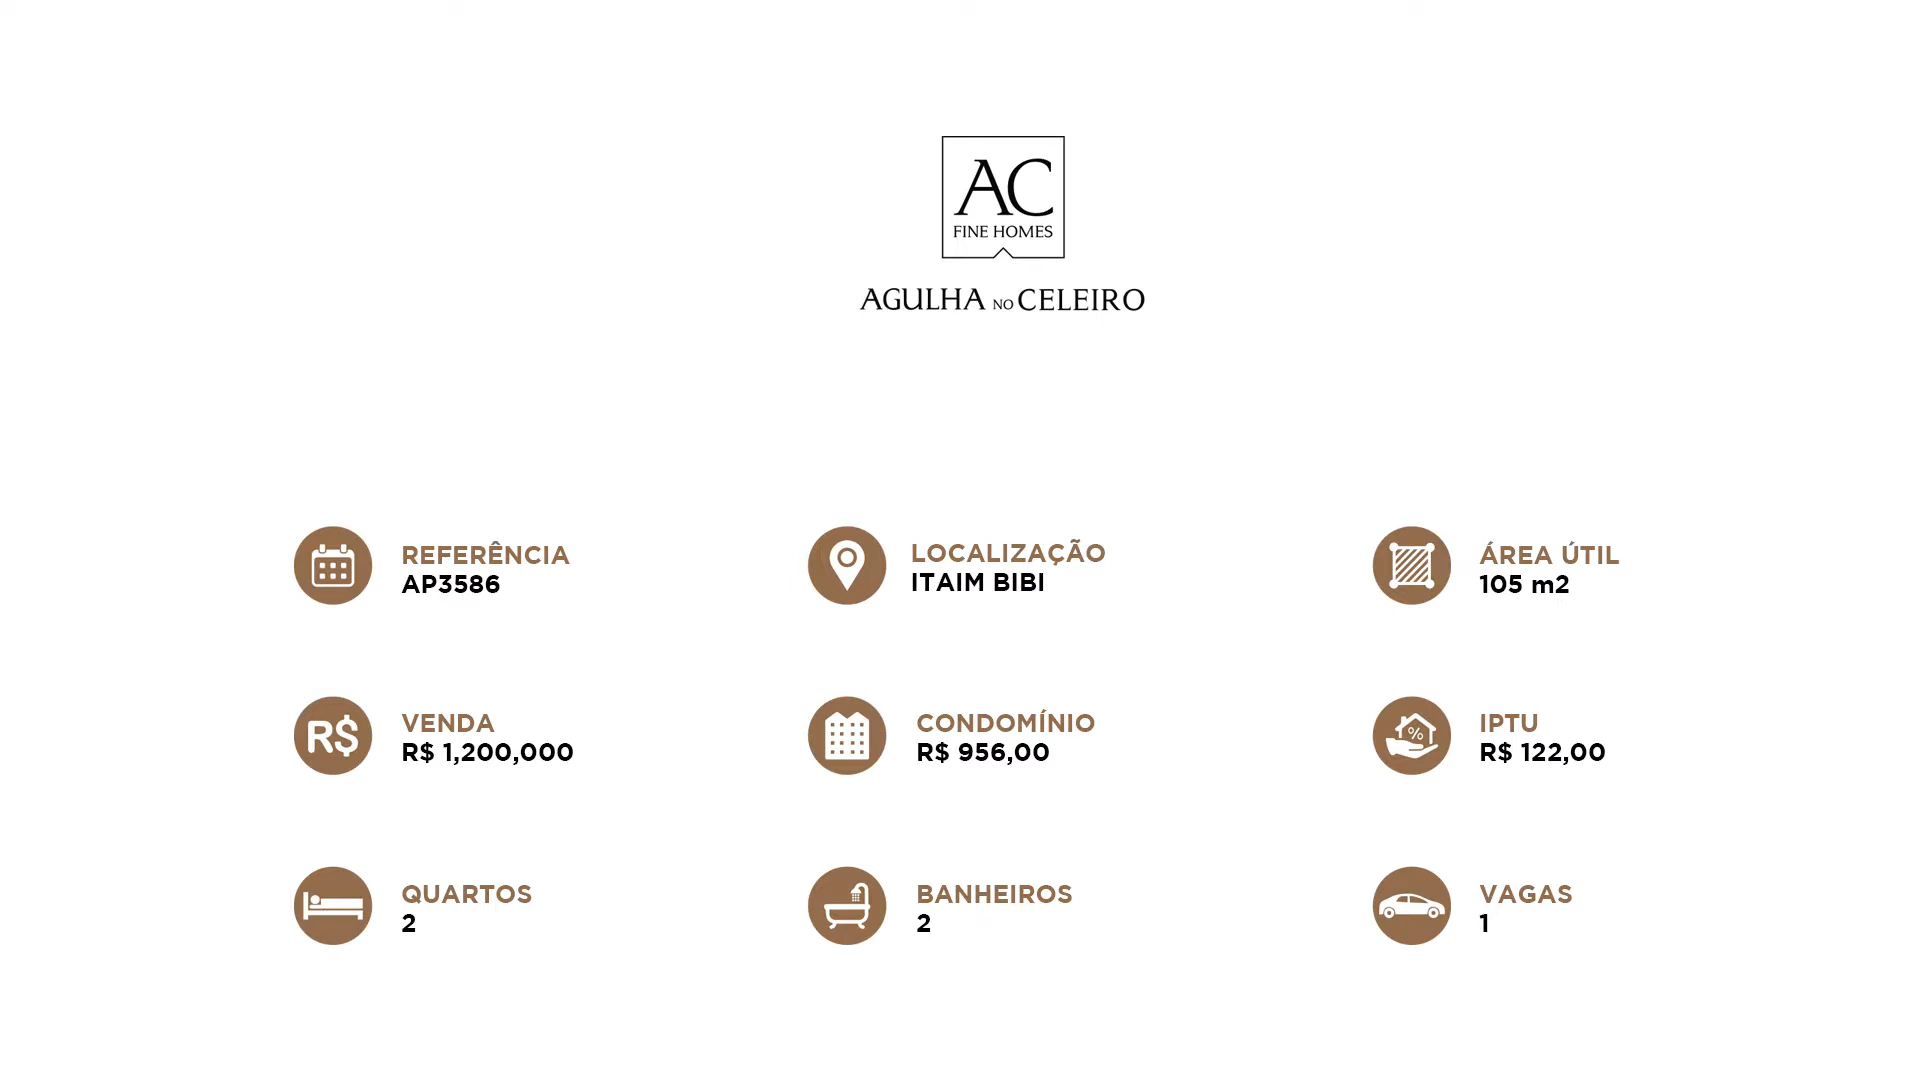 AC
FINE HOMES
AGULHA NO CELEIRO
REFERÊNCIA
AP3586
LOCALIZAÇÃO
ITAIM BIBI
ÁREA ÚTIL
105 m2
R$
VENDA
R$ 1,200,000
CONDOMÍNIO
R$ 956,00
%
IPTU
R$ 122,00
QUARTOS
2
BANHEIROS
2
VAGAS
1